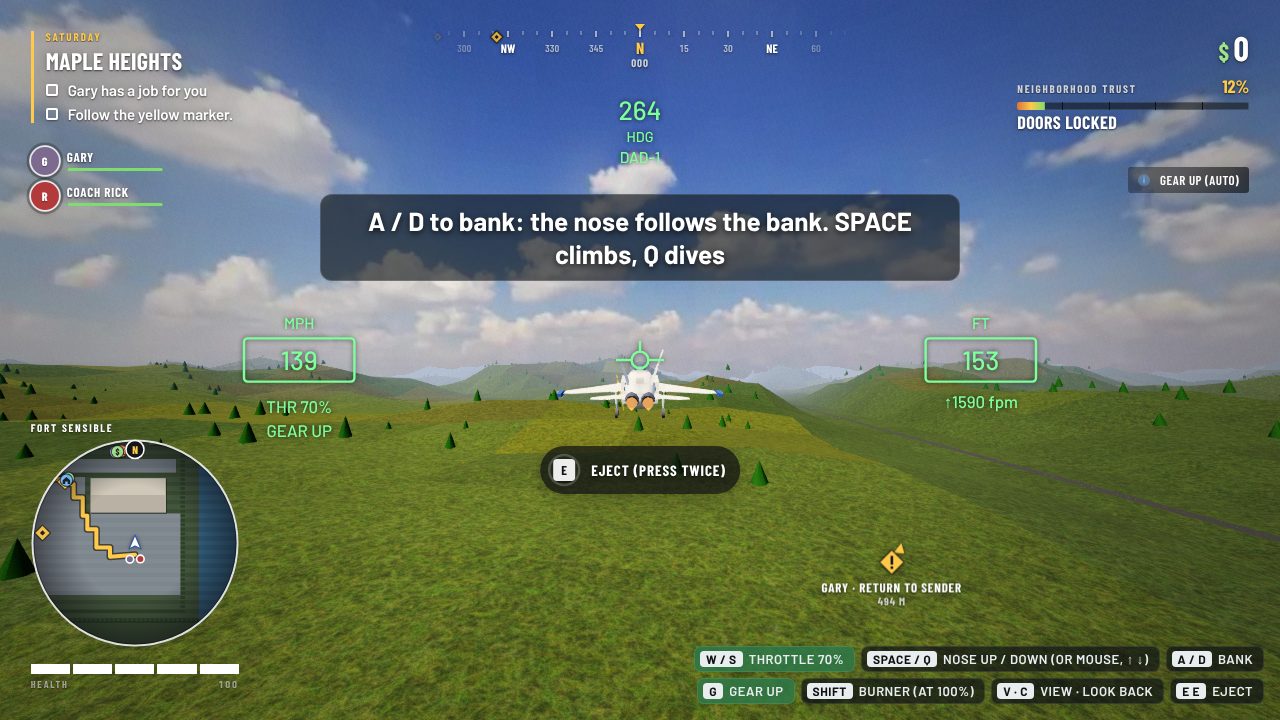 SATURDAY
MAPLE HEIGHTS
Gary has a job for you
Follow the yellow marker.
G GARY
R COACH RICK
300 NW 330 345 N 15 30 NE 60
000
264
HDG
DAD-1
$0
NEIGHBORHOOD TRUST 12%
DOORS LOCKED
GEAR UP (AUTO)
A / D to bank: the nose follows the bank. SPACE
climbs, Q dives
MPH
139
THR 70%
GEAR UP
FT
153
↑1590 fpm
FORT SENSIBLE
$ N
E EJECT (PRESS TWICE)
GARY · RETURN TO SENDER
494 M
HEALTH 100
W / S THROTTLE 70% SPACE / Q NOSE UP / DOWN (OR MOUSE, ↑ ↓) A / D BANK
G GEAR UP SHIFT BURNER (AT 100%) V · C VIEW · LOOK BACK E E EJECT